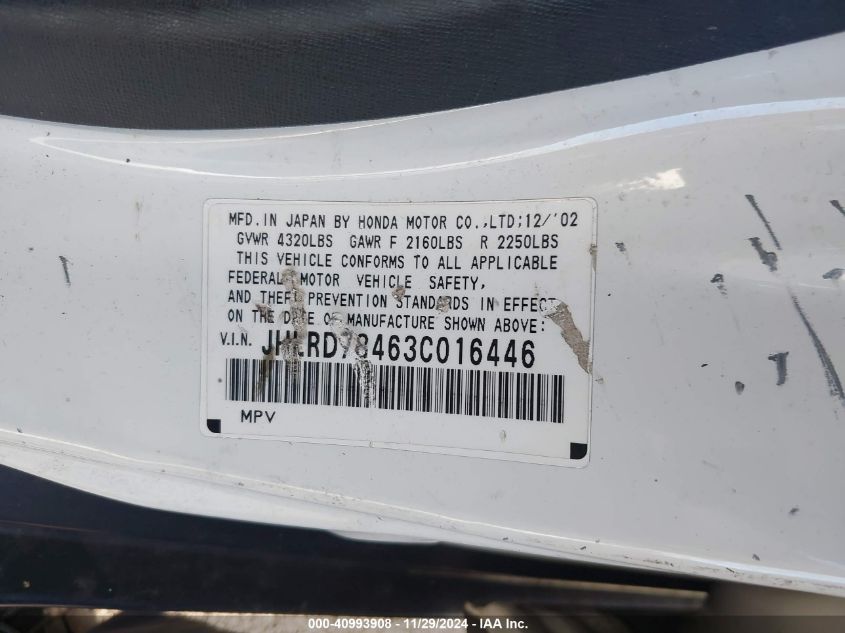 MFD. IN JAPAN BY HONDA MOTOR CO.,LTD;12/'02
GVWR 4320LBS GAWR F 2160LBS R 2250LBS
THIS VEHICLE CONFORMS TO ALL APPLICABLE
FEDERAL MOTOR VEHICLE SAFETY,
AND THEFT PREVENTION STANDARDS IN EFFECT
ON THE DATE OF MANUFACTURE SHOWN ABOVE:
V.I.N. JHLRD78463C016446
MPV
000-40993908 - 11/29/2024 - IAA